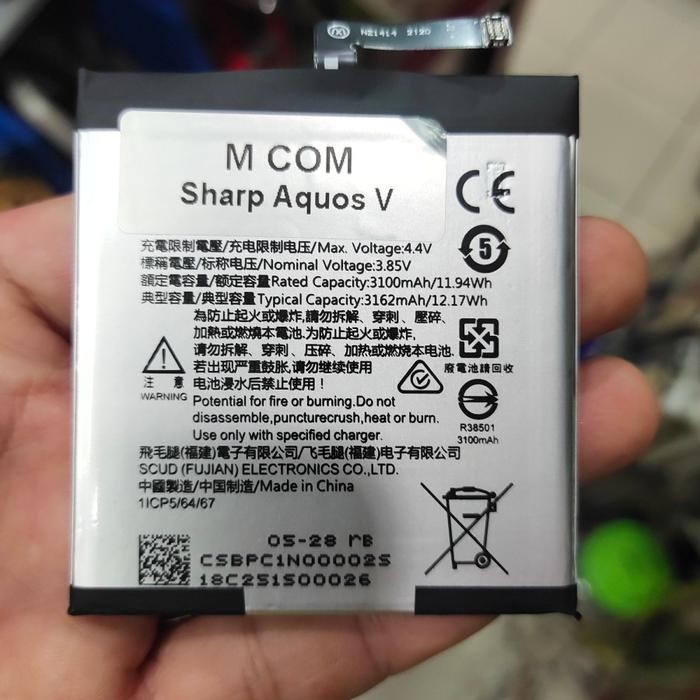 N21414 2120
M COM
Sharp Aquos V
CE
充電限制電壓/充电限制电压/Max. Voltage:4.4V
標稱電壓/标称电压/Nominal Voltage:3.85V
額定電容量/额定容量Rated Capacity:3100mAh/11.94Wh
典型容量/典型容量Typical Capacity:3162mAh/12.17Wh
5
為防止起火或爆炸,請勿拆解、穿刺、壓碎、
加熱或燃燒本電池.为防止起火或爆炸,
请勿拆解、穿刺、压碎、加热或燃烧本电池.
若出现严重鼓胀,请勿继续使用
电池浸水后禁止使用!
注 意
WARNING
Potential for fire or burning.Do not
disassemble,puncturecrush,heat or burn.
Use only with specified charger.
廢電池請回收
R38501
3100mAh
飛毛腿(福建)電子有限公司/飞毛腿(福建)电子有限公司
SCUD (FUJIAN) ELECTRONICS CO.,LTD.
中國製造/中国制造/Made in China
1ICP5/64/67
05-28
CSBPC1N00002S
18C251S00026